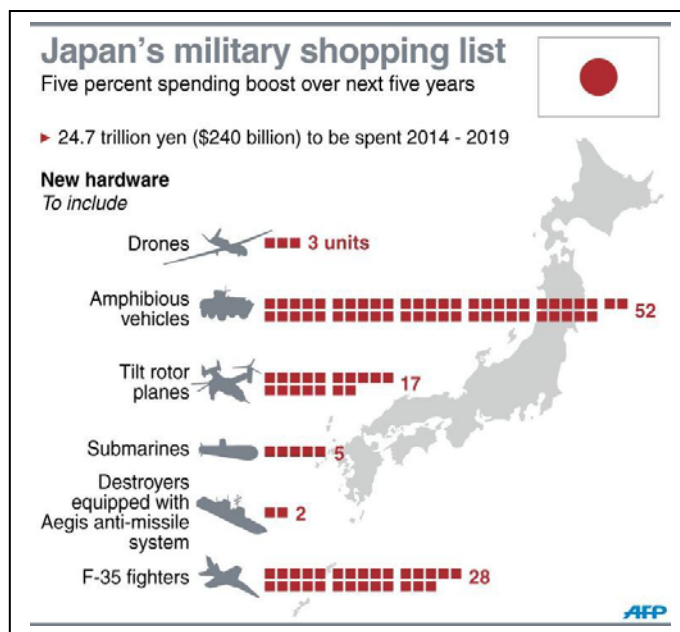 Japan's military shopping list
Five percent spending boost over next five years
▸ 24.7 trillion yen ($240 billion) to be spent 2014 - 2019
New hardware
To include
Drones
3 units
Amphibious
vehicles
52
Tilt rotor
planes
17
Submarines
5
Destroyers
equipped with
Aegis anti-missile
system
2
F-35 fighters
28
AFP